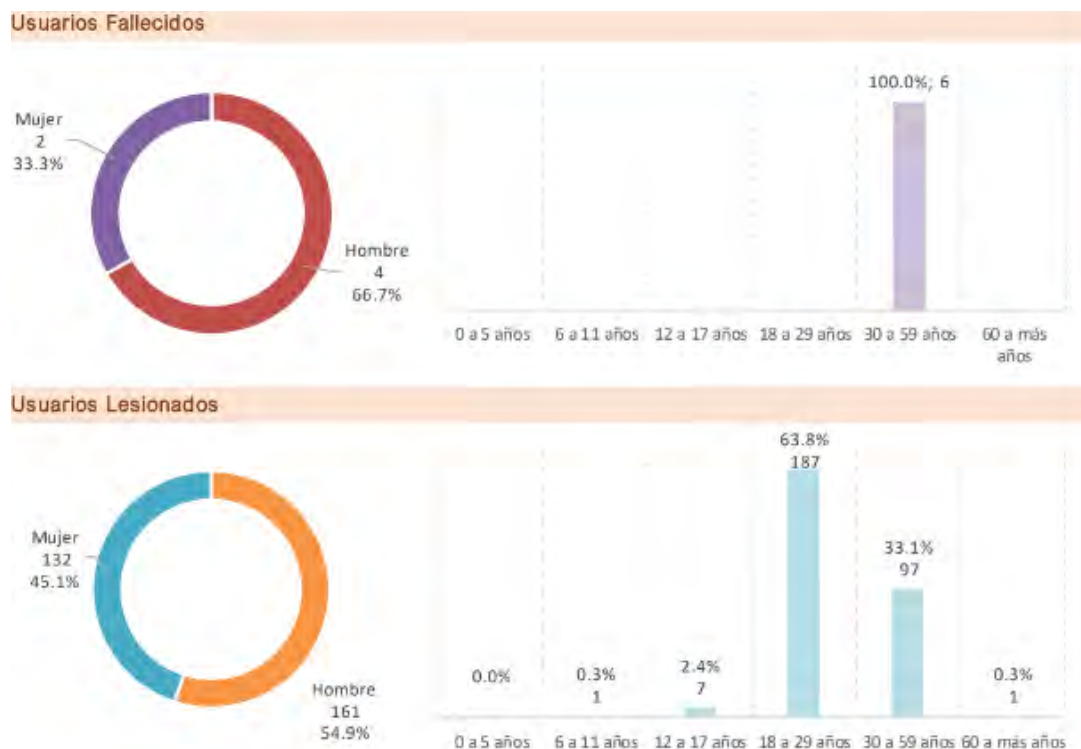 Usuarios Fallecidos
Mujer
2
33.3%
Hombre
4
66.7%
100.0%; 6
0 a 5 años 6 a 11 años 12 a 17 años 18 a 29 años 30 a 59 años 60 a más
años
Usuarios Lesionados
Mujer
132
45.1%
Hombre
161
54.9%
0.0%
0.3%
1
2.4%
7
63.8%
187
33.1%
97
0.3%
1
0 a 5 años 6 a 11 años 12 a 17 años 18 a 29 años 30 a 59 años 60 a más años